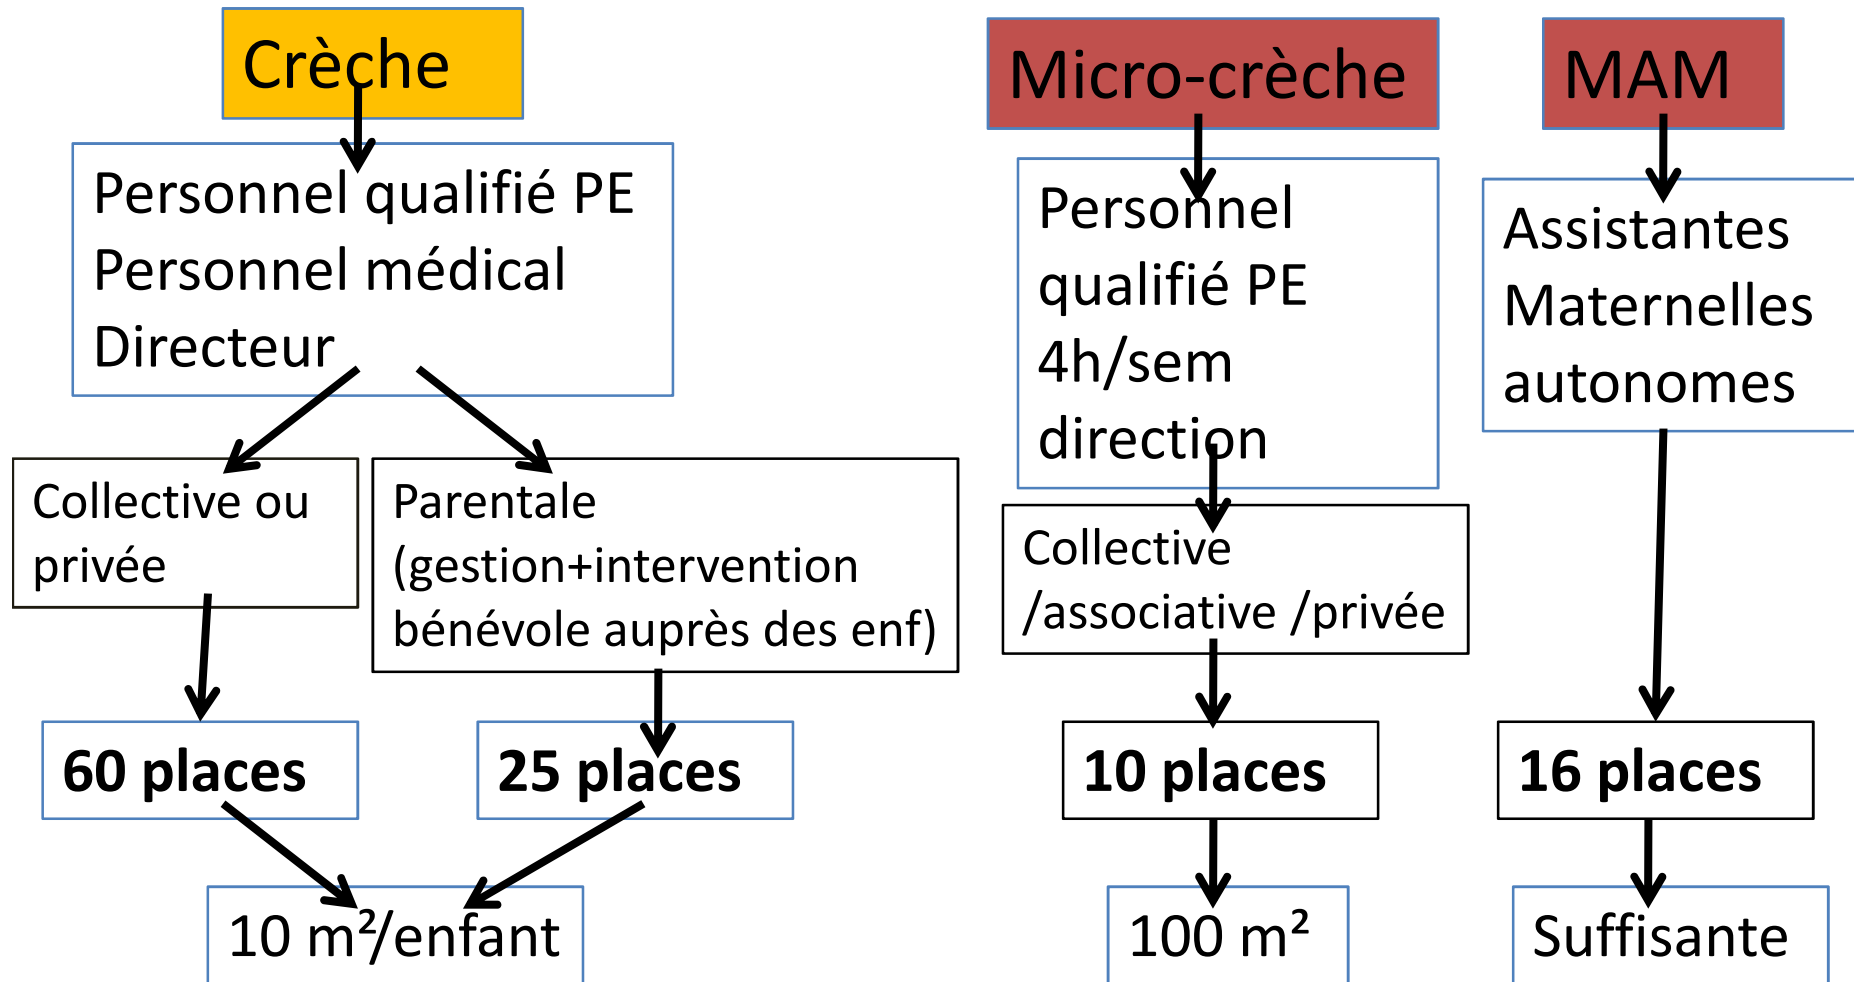 Crèche
Personnel qualifié PE
Personnel médical
Directeur
Collective ou
privée
Parentale
(gestion+intervention
bénévole auprès des enf)
60 places
25 places
10 m²/enfant
Micro-crèche
Personnel
qualifié PE
4h/sem
direction
Collective
/associative /privée
10 places
100 m²
MAM
Assistantes
Maternelles
autonomes
16 places
Suffisante